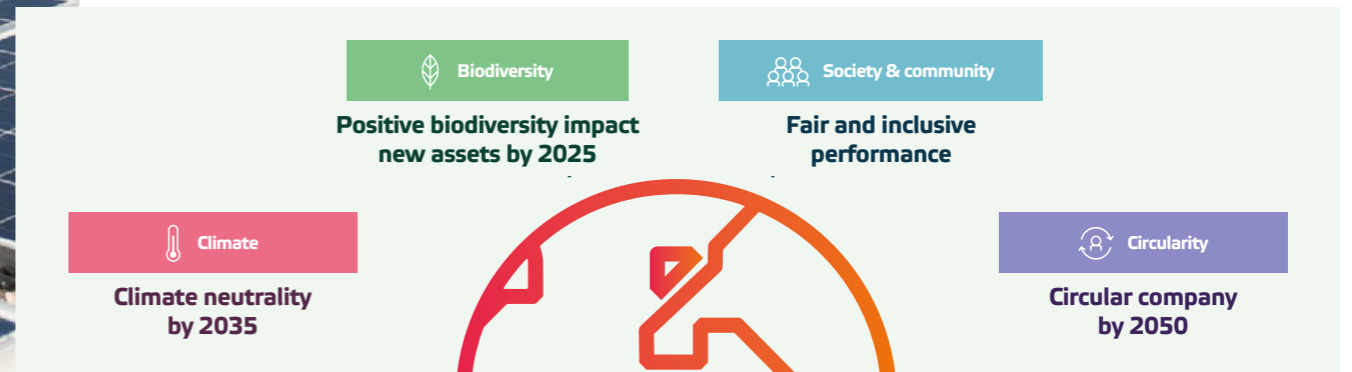 Biodiversity
Positive biodiversity impact
new assets by 2025
Society & community
Fair and inclusive
performance
Climate
Climate neutrality
by 2035
Circularity
Circular company
by 2050